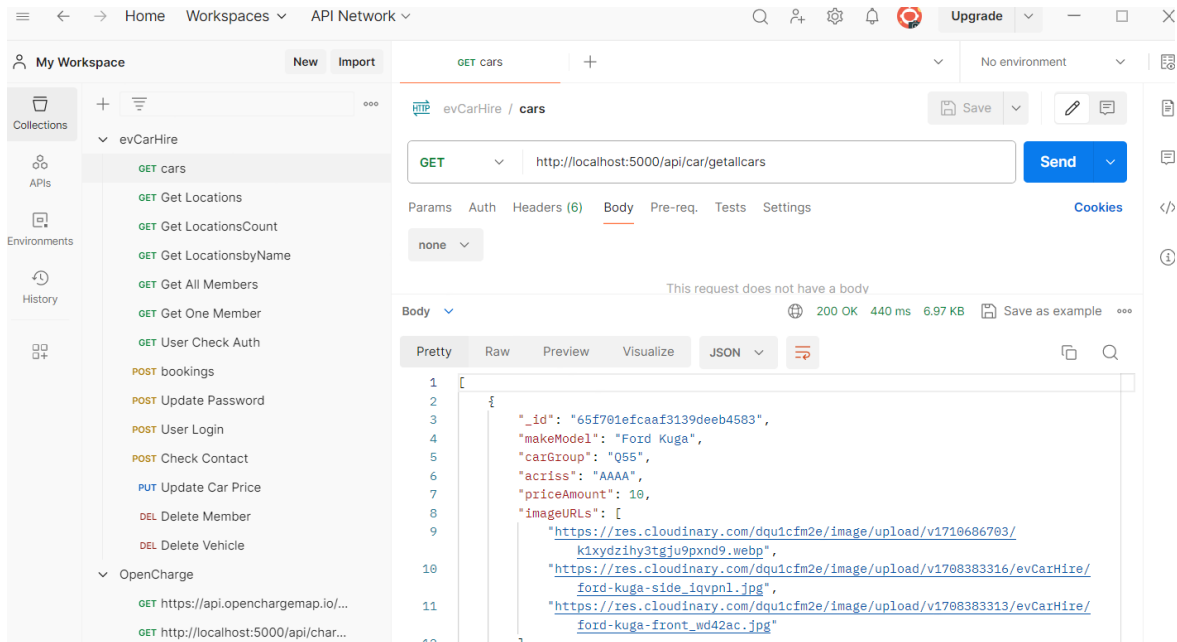 Home Workspaces API Network Upgrade
My Workspace New Import GET cars No environment
Collections
APIs
Environments
History
evCarHire
GET cars
GET Get Locations
GET Get LocationsCount
GET Get LocationsbyName
GET Get All Members
GET Get One Member
GET User Check Auth
POST bookings
POST Update Password
POST User Login
POST Check Contact
PUT Update Car Price
DEL Delete Member
DEL Delete Vehicle
OpenCharge
GET https://api.openchargemap.io/...
GET http://localhost:5000/api/char...
HTTP evCarHire / cars Save
GET http://localhost:5000/api/car/getallcars Send
Params Auth Headers (6) Body Pre-req. Tests Settings Cookies
none
This request does not have a body
Body 200 OK 440 ms 6.97 KB Save as example
Pretty Raw Preview Visualize JSON
1 [
2 {
3 "_id": "65f701efcaaf3139deeb4583",
4 "makeModel": "Ford Kuga",
5 "carGroup": "Q55",
6 "acriss": "AAAA",
7 "priceAmount": 10,
8 "imageURLs": [
9 "https://res.cloudinary.com/dqu1cfm2e/image/upload/v1710686703/
k1xydzihy3tgju9pxnd9.webp",
10 "https://res.cloudinary.com/dqu1cfm2e/image/upload/v1708383316/evCarHire/
ford-kuga-side_iqvpnl.jpg",
11 "https://res.cloudinary.com/dqu1cfm2e/image/upload/v1708383313/evCarHire/
ford-kuga-front_wd42ac.jpg"